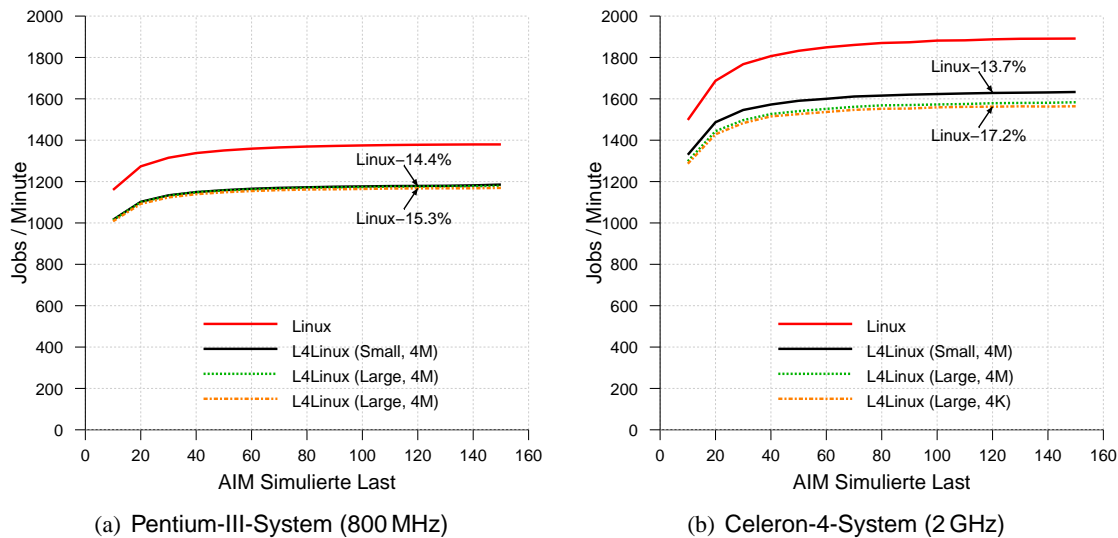 2000
1800
1600
1400
1200
1000
800
600
400
200
0
Jobs / Minute
Linux–14.4%
Linux–15.3%
Linux
L4Linux (Small, 4M)
L4Linux (Large, 4M)
L4Linux (Large, 4M)
0 20 40 60 80 100 120 140 160
AIM Simulierte Last
(a) Pentium-III-System (800 MHz)
2000
1800
1600
1400
1200
1000
800
600
400
200
0
Jobs / Minute
Linux–13.7%
Linux–17.2%
Linux
L4Linux (Small, 4M)
L4Linux (Large, 4M)
L4Linux (Large, 4K)
0 20 40 60 80 100 120 140 160
AIM Simulierte Last
(b) Celeron-4-System (2 GHz)